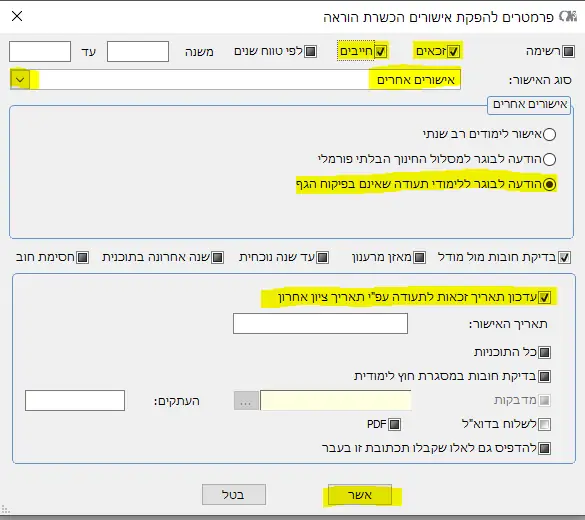 פרמטרים להפקת אישורים הכשרת הוראה
רשימה זכאים חייבים לפי טווח שנים משנה עד
סוג האישור: אישורים אחרים
אישורים אחרים
אישור לימודים רב שנתי
הודעה לבוגר למסלול החינוך הבלתי פורמלי
הודעה לבוגר ללימודי תעודה שאינם בפיקוח הגף
בדיקת חובות מול מודל מאזן מרענון עד שנה נוכחית שנה אחרונה בתוכנית חסימת חוב
עדכון תאריך זכאות לתעודה עפ"י תאריך ציון אחרון
תאריך האישור:
כל התוכניות
בדיקת חובות במסגרת חוץ לימודית
מדבקות ... העתקים:
לשלוח בדוא"ל PDF
להדפיס גם לאלו שקבלו תכתובת זו בעבר
אשר בטל